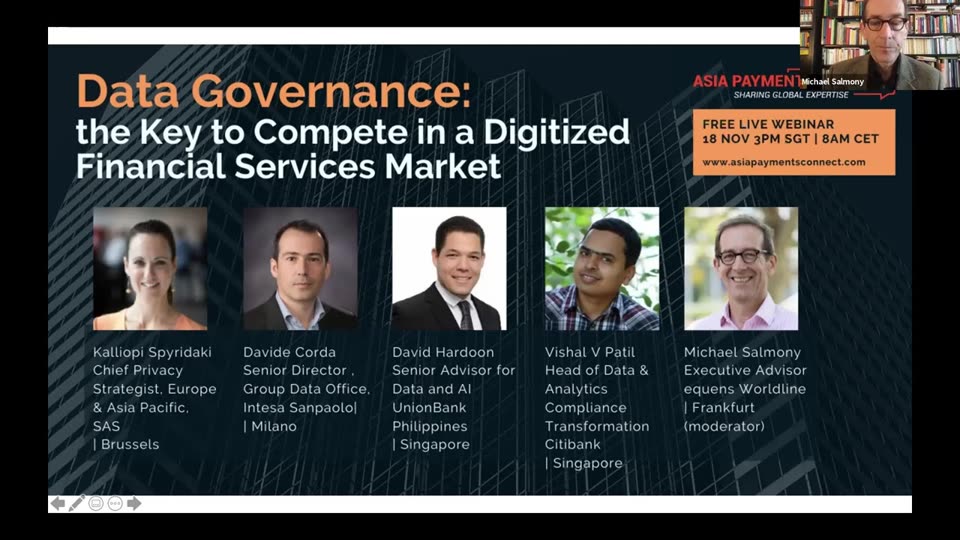 Data Governance:
the Key to Compete in a Digitized
Financial Services Market
Michael Salmony
ASIA PAYMENT
SHARING GLOBAL EXPERTISE
FREE LIVE WEBINAR
18 NOV 3PM SGT | 8AM CET
www.asiapaymentsconnect.com
Kalliopi Spyridaki
Chief Privacy
Strategist, Europe
& Asia Pacific,
SAS
| Brussels
Davide Corda
Senior Director ,
Group Data Office,
Intesa Sanpaolo|
| Milano
David Hardoon
Senior Advisor for
Data and AI
UnionBank
Philippines
| Singapore
Vishal V Patil
Head of Data &
Analytics
Compliance
Transformation
Citibank
| Singapore
Michael Salmony
Executive Advisor
equens Worldline
| Frankfurt
(moderator)